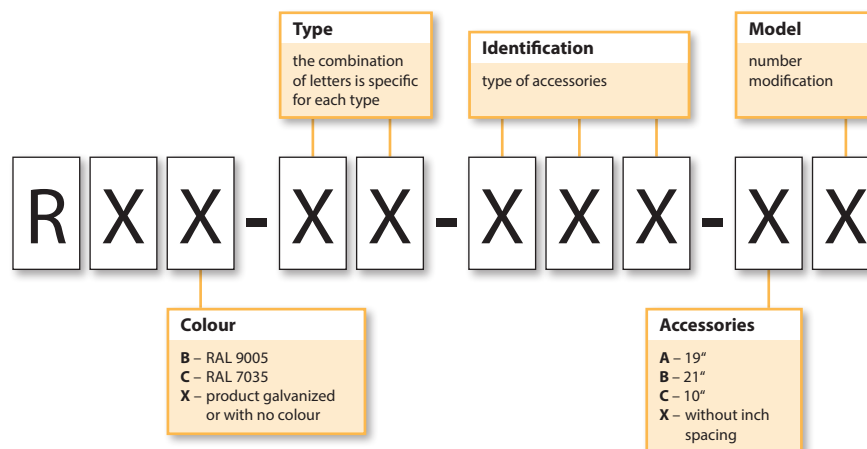 Type
the combination
of letters is specific
for each type
Identification
type of accessories
Model
number
modification
R X X - X X - X X X - X X
Colour
B – RAL 9005
C – RAL 7035
X – product galvanized
or with no colour
Accessories
A – 19“
B – 21“
C – 10“
X – without inch
spacing